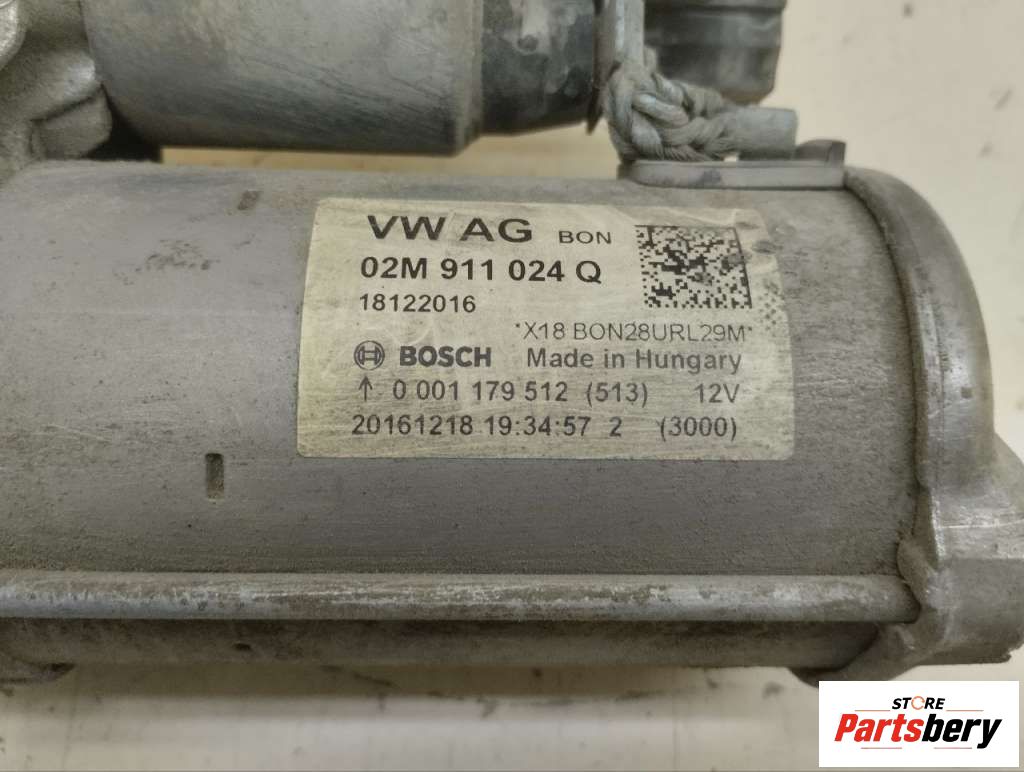 VW AG BON
02M 911 024 Q
18122016
*X18 BON28URL29M*
BOSCH Made in Hungary
↑ 0 001 179 512 (513) 12V
20161218 19:34:57 2 (3000)
STORE
Partsbery